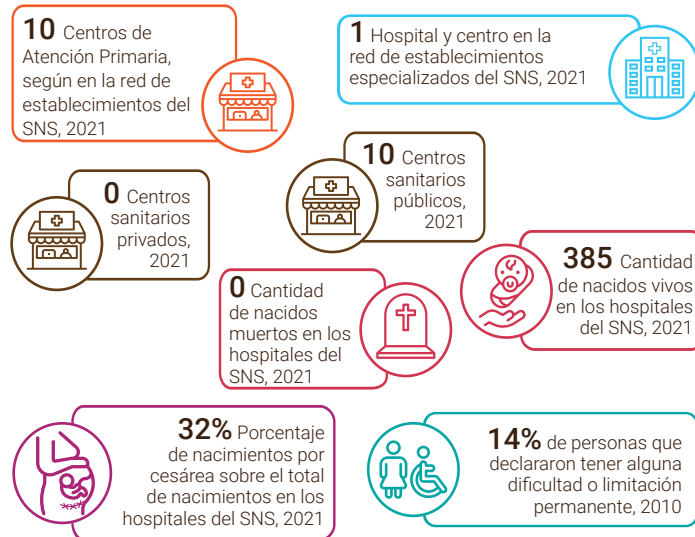 10 Centros de
Atención Primaria,
según en la red de
establecimientos del
SNS, 2021
1 Hospital y centro en la
red de establecimientos
especializados del SNS, 2021
0 Centros
sanitarios
privados,
2021
10 Centros
sanitarios
públicos,
2021
0 Cantidad
de nacidos
muertos en los
hospitales del
SNS, 2021
385 Cantidad
de nacidos vivos
en los hospitales
del SNS, 2021
32% Porcentaje
de nacimientos por
cesárea sobre el total
de nacimientos en los
hospitales del SNS, 2021
14% de personas que
declararon tener alguna
dificultad o limitación
permanente, 2010